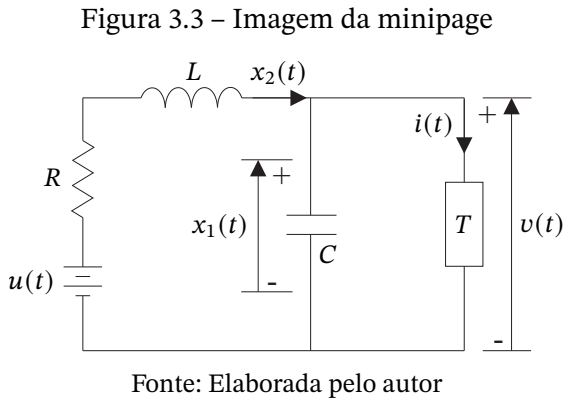 Figura 3.3 – Imagem da minipage
L
x₂(t)
+
i(t)
R
+
x₁(t)
T
v(t)
C
u(t)
-
-
Fonte: Elaborada pelo autor